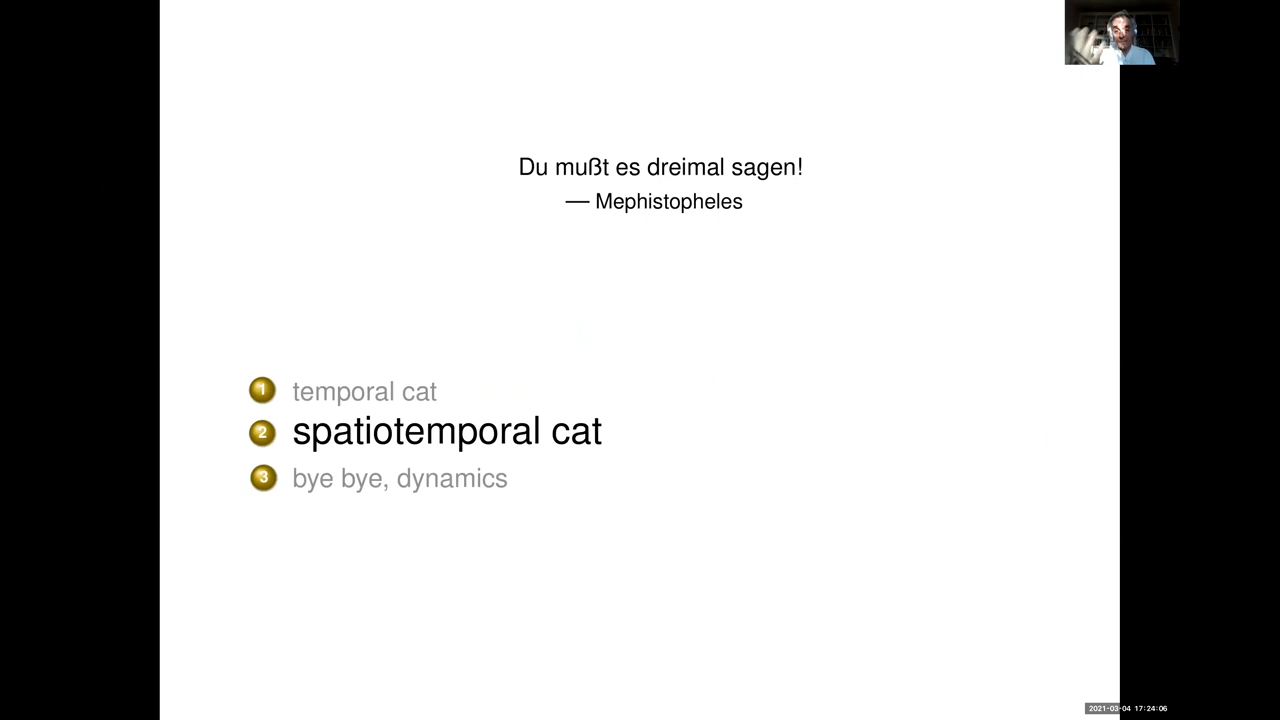 Du mußt es dreimal sagen!
— Mephistopheles
1 temporal cat
2 spatiotemporal cat
3 bye bye, dynamics
2021-03-04 17:24:06